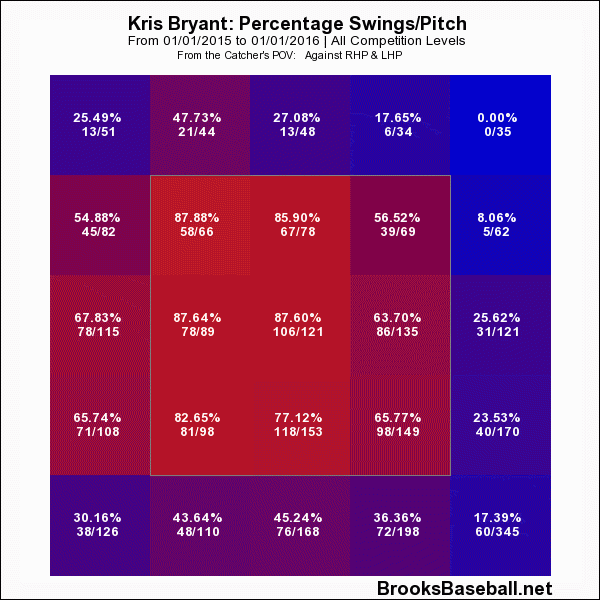 Kris Bryant: Percentage Swings/Pitch
From 01/01/2015 to 01/01/2016 | All Competition Levels
From the Catcher's POV: Against RHP & LHP
25.49% 47.73% 27.08% 17.65% 0.00%
13/51 21/44 13/48 6/34 0/35
54.88% 87.88% 85.90% 56.52% 8.06%
45/82 58/66 67/78 39/69 5/62
67.83% 87.64% 87.60% 63.70% 25.62%
78/115 78/89 106/121 86/135 31/121
65.74% 82.65% 77.12% 65.77% 23.53%
71/108 81/98 118/153 98/149 40/170
30.16% 43.64% 45.24% 36.36% 17.39%
38/126 48/110 76/168 72/198 60/345
BrooksBaseball.net